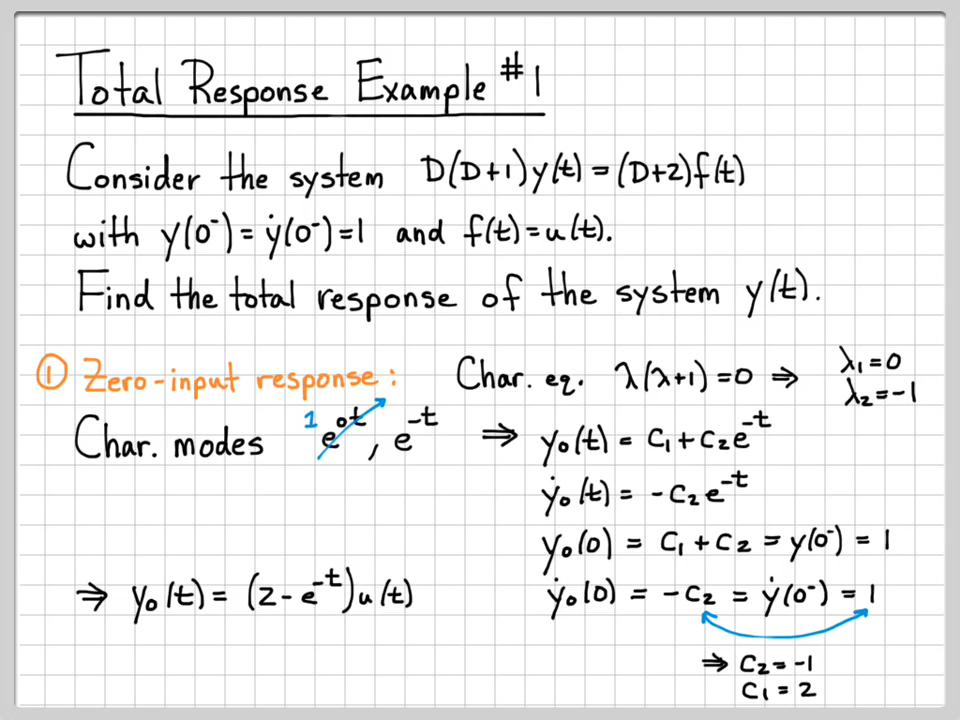 Total Response Example #1
Consider the system D(D+1)y(t) = (D+2)f(t)
with y(0⁻) = ẏ(0⁻) = 1 and f(t) = u(t).
Find the total response of the system y(t).
① Zero-input response: Char. eq. λ(λ+1) = 0 ⇒ λ₁ = 0
λ₂ = -1
Char. modes 1 e^{0t}, e^{-t} ⇒ y₀(t) = C₁ + C₂e^{-t}
ẏ₀(t) = -C₂e^{-t}
y₀(0) = C₁ + C₂ = y(0⁻) = 1
⇒ y₀(t) = (2 - e^{-t})u(t) ẏ₀(0) = -C₂ = ẏ(0⁻) = 1
⇒ C₂ = -1
C₁ = 2